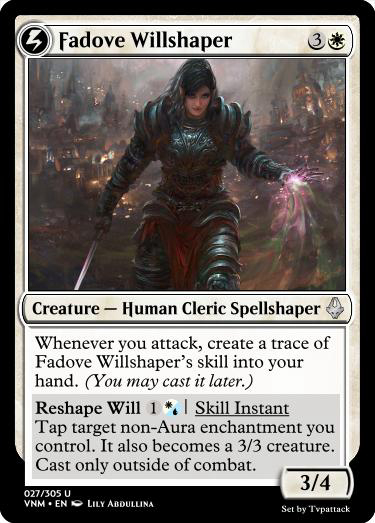 Fadove Willshaper 3
Creature — Human Cleric Spellshaper
Whenever you attack, create a trace of
Fadove Willshaper's skill into your
hand. (You may cast it later.)
Reshape Will 1 | Skill Instant
Tap target non-Aura enchantment you
control. It also becomes a 3/3 creature.
Cast only outside of combat.
3/4
027/305 U
VNM • EN Lily Abdullina
Set by Tvpattack